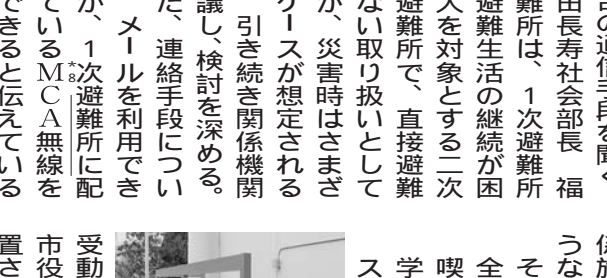 の通信手段を聞く
田長寿社会部長　福
難所は、1次避難所
避難生活の継続が困
人を対象とする二次
避難所で、直接避難
ない取り扱いとして
が、災害時はさまざ
ケースが想定される
引き続き関係機関
議し、検討を深める。
た、連絡手段につい
メールを利用でき
が、1次避難所に配
ている*8MCA無線を
できると伝えている
うな
そ
全
喫
学
ス
受動
市役
置さ